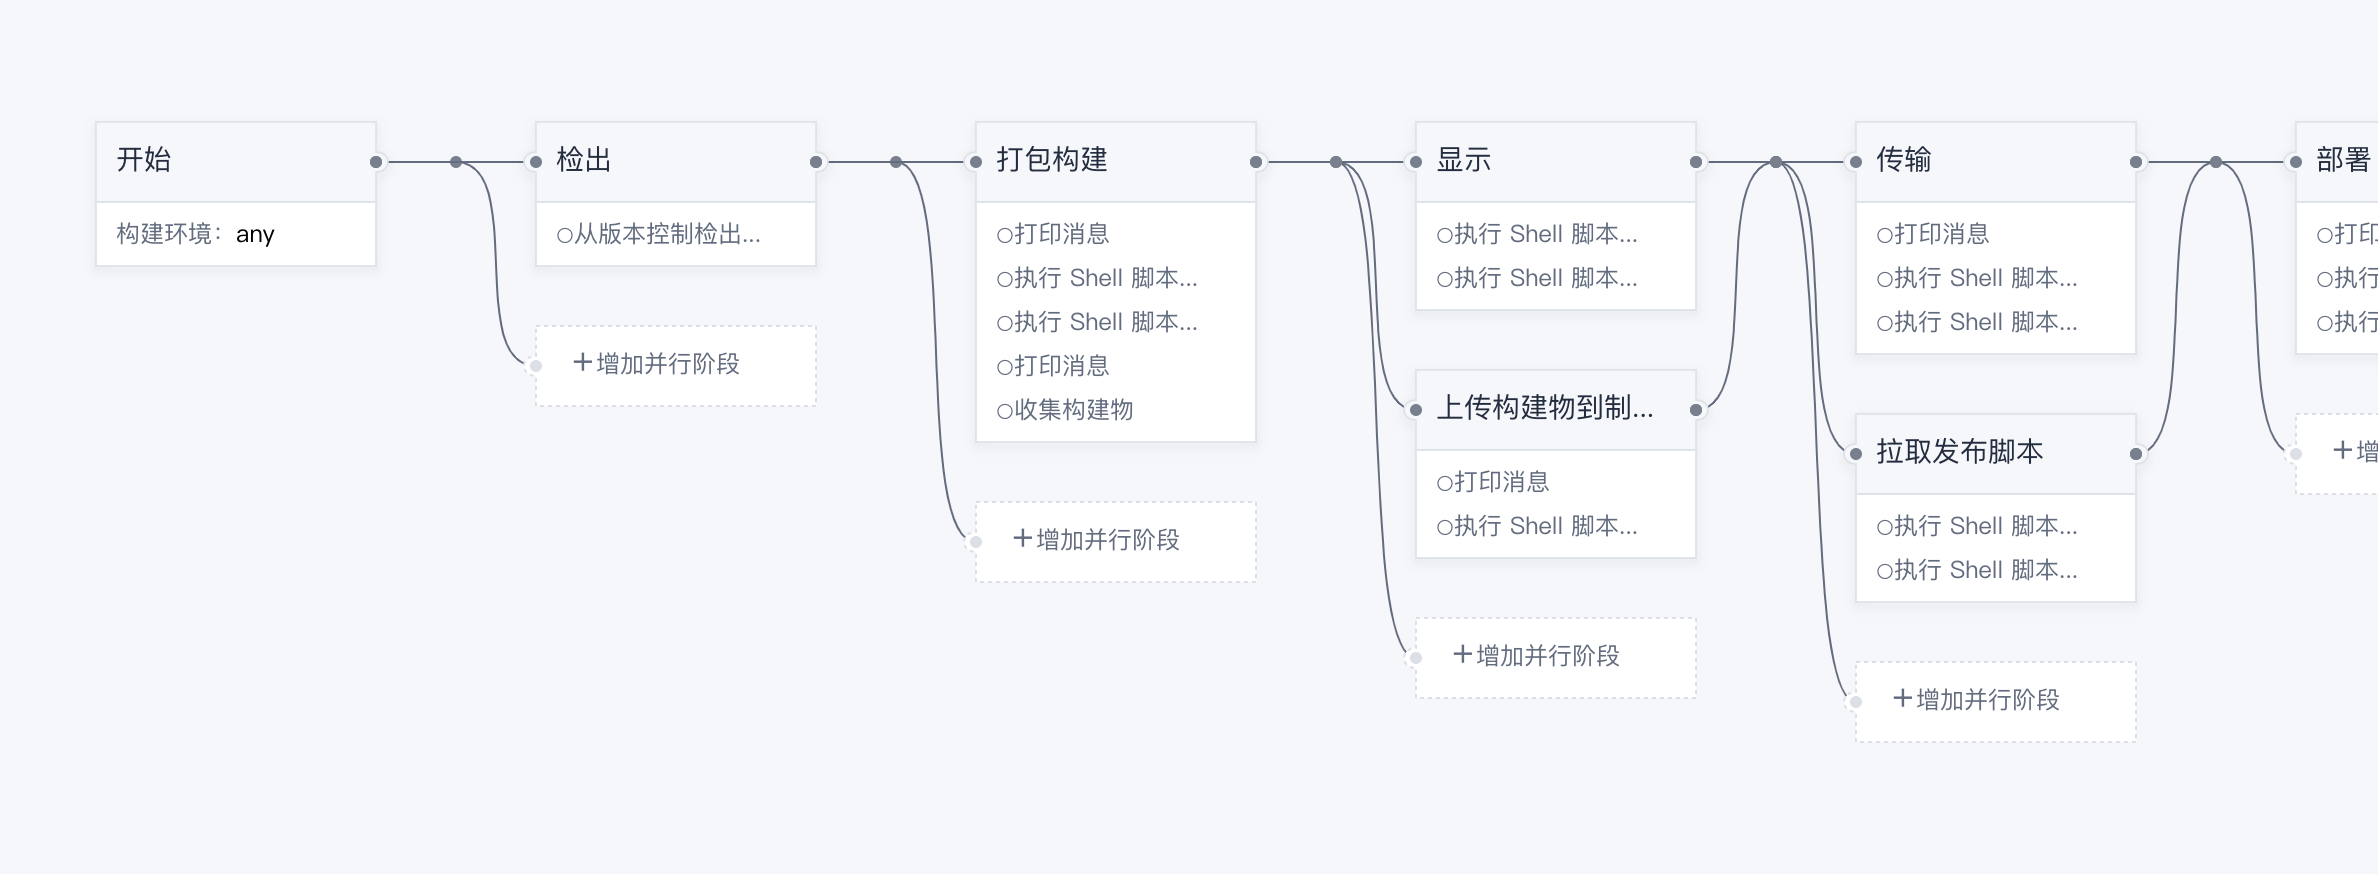 开始
构建环境：any
检出
从版本控制检出...
+增加并行阶段
打包构建
打印消息
执行 Shell 脚本...
执行 Shell 脚本...
打印消息
收集构建物
+增加并行阶段
显示
执行 Shell 脚本...
执行 Shell 脚本...
上传构建物到制...
打印消息
执行 Shell 脚本...
+增加并行阶段
传输
打印消息
执行 Shell 脚本...
执行 Shell 脚本...
拉取发布脚本
执行 Shell 脚本...
执行 Shell 脚本...
+增加并行阶段
部署
打印
执行
执行
+增